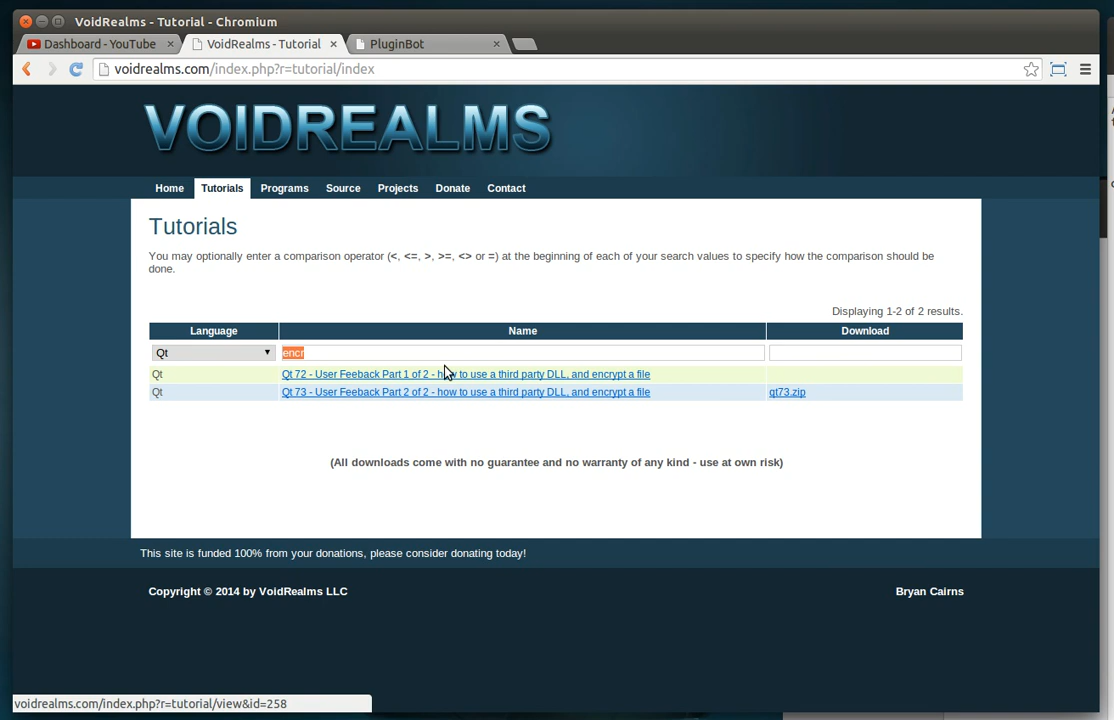 VoidRealms - Tutorial - Chromium
Dashboard - YouTube
VoidRealms - Tutorial
PluginBot
voidrealms.com/index.php?r=tutorial/index
VOIDREALMS
Home Tutorials Programs Source Projects Donate Contact
Tutorials
You may optionally enter a comparison operator (<, <=, >, >=, <> or =) at the beginning of each of your search values to specify how the comparison should be
done.
Displaying 1-2 of 2 results.
Language Name Download
Qt encr
Qt Qt 72 - User Feeback Part 1 of 2 - how to use a third party DLL, and encrypt a file
Qt Qt 73 - User Feeback Part 2 of 2 - how to use a third party DLL, and encrypt a file qt73.zip
(All downloads come with no guarantee and no warranty of any kind - use at own risk)
This site is funded 100% from your donations, please consider donating today!
Copyright © 2014 by VoidRealms LLC Bryan Cairns
voidrealms.com/index.php?r=tutorial/view&id=258